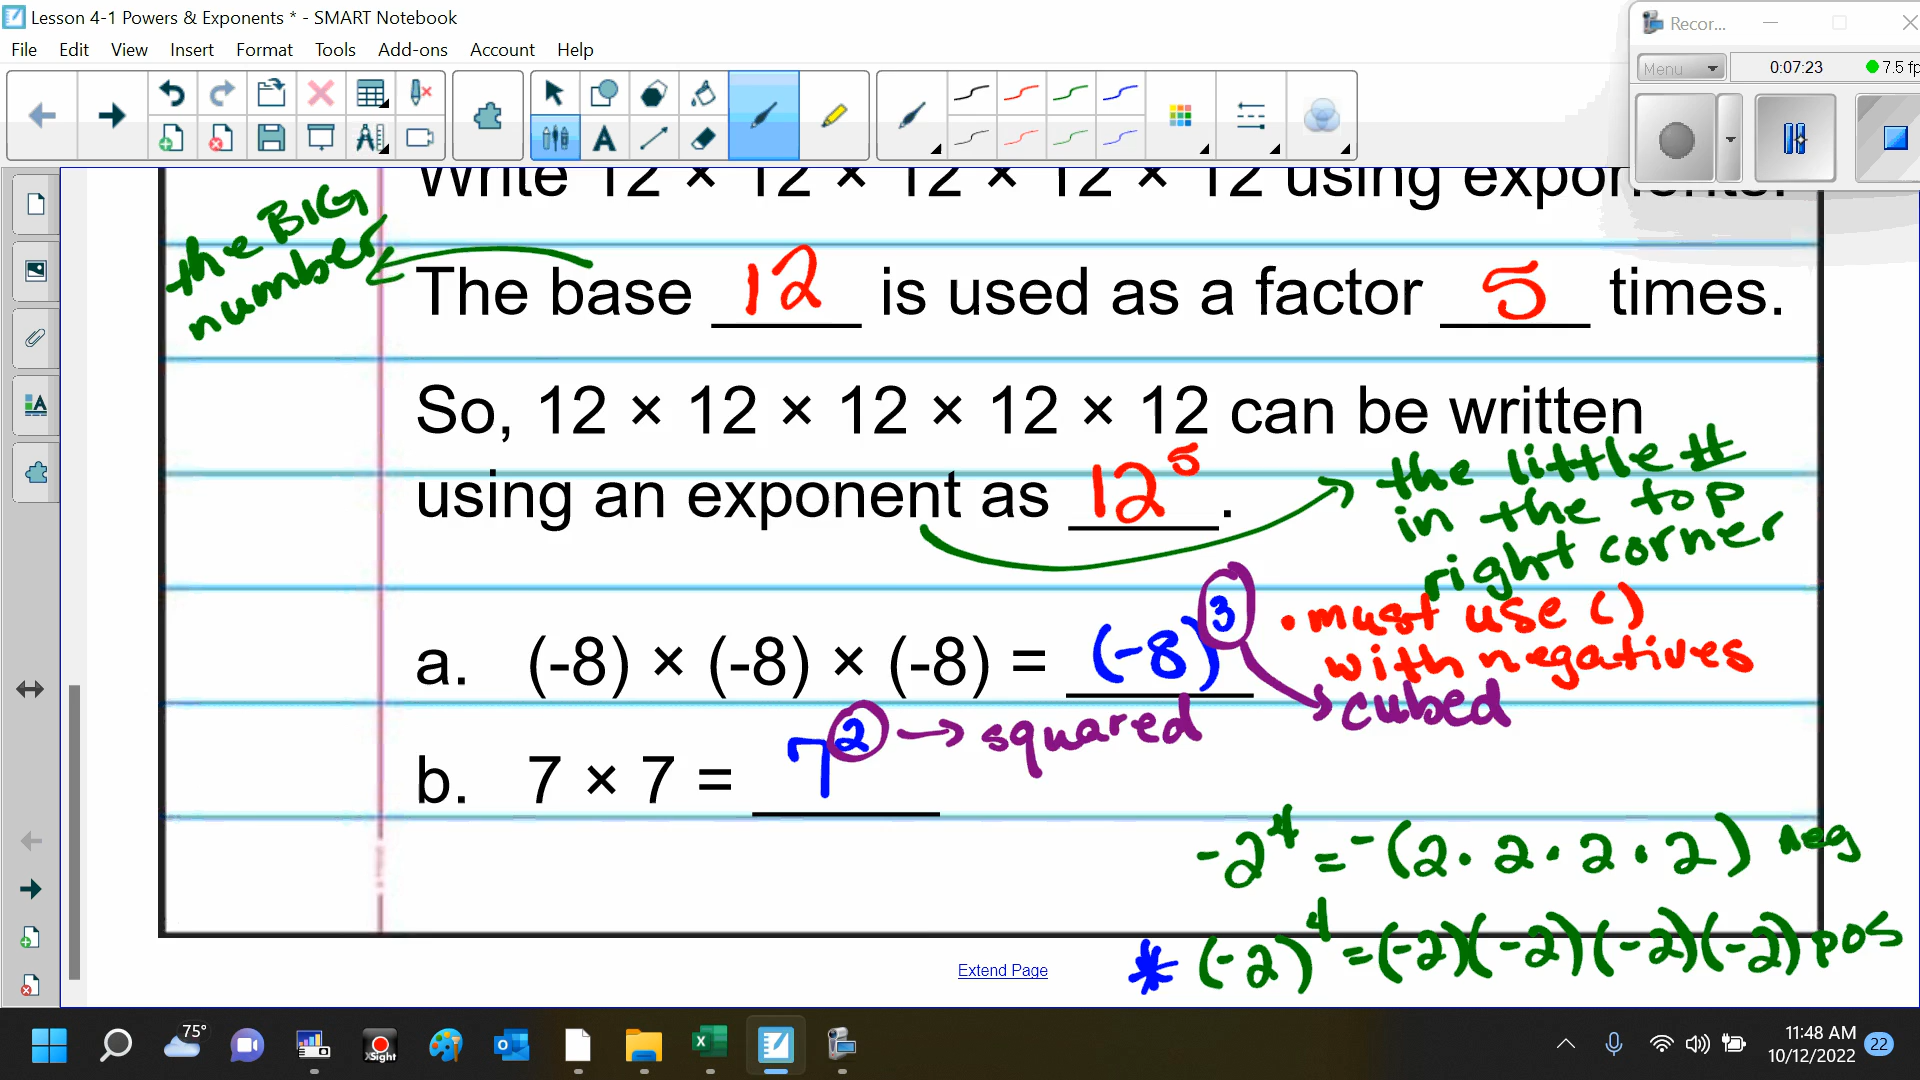 Lesson 4-1 Powers & Exponents * - SMART Notebook
Recor...
File Edit View Insert Format Tools Add-ons Account Help
Menu 0:07:23 7.5 fp
Write 12 × 12 × 12 × 12 × 12 using exponents.
the BIG
number
The base 12 is used as a factor 5 times.
So, 12 × 12 × 12 × 12 × 12 can be written
using an exponent as 12⁵.
the little #
in the top
right corner
a. (-8) × (-8) × (-8) = (-8)³
• must use ( )
with negatives
cubed
b. 7 × 7 = 7² → squared
-2⁴ = -(2 · 2 · 2 · 2) neg
* (-2)⁴ = (-2)(-2)(-2)(-2) pos
Extend Page
75°
XSight
11:48 AM
10/12/2022
22